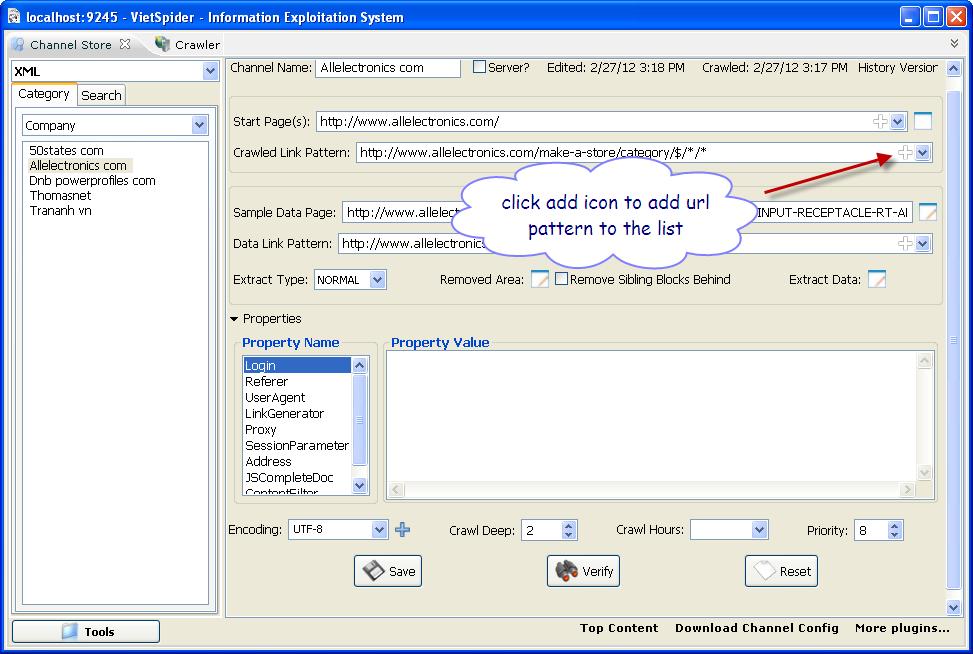 localhost:9245 - VietSpider - Information Exploitation System
Channel Store Crawler
XML
Category Search
Company
50states com
Allelectronics com
Dnb powerprofiles com
Thomasnet
Trananh vn
Channel Name: Allelectronics com Server? Edited: 2/27/12 3:18 PM Crawled: 2/27/12 3:17 PM History Version
Start Page(s): http://www.allelectronics.com/
Crawled Link Pattern: http://www.allelectronics.com/make-a-store/category/$/*/*
click add icon to add url
pattern to the list
Sample Data Page: http://www.allelect INPUT-RECEPTACLE-RT-AI
Data Link Pattern: http://www.allelectronics.
Extract Type: NORMAL Removed Area: Remove Sibling Blocks Behind Extract Data:
Properties
Property Name Property Value
Login
Referer
UserAgent
LinkGenerator
Proxy
SessionParameter
Address
JSCompleteDoc
ContentFilter
Encoding: UTF-8 Crawl Deep: 2 Crawl Hours: Priority: 8
Save Verify Reset
Tools Top Content Download Channel Config More plugins...